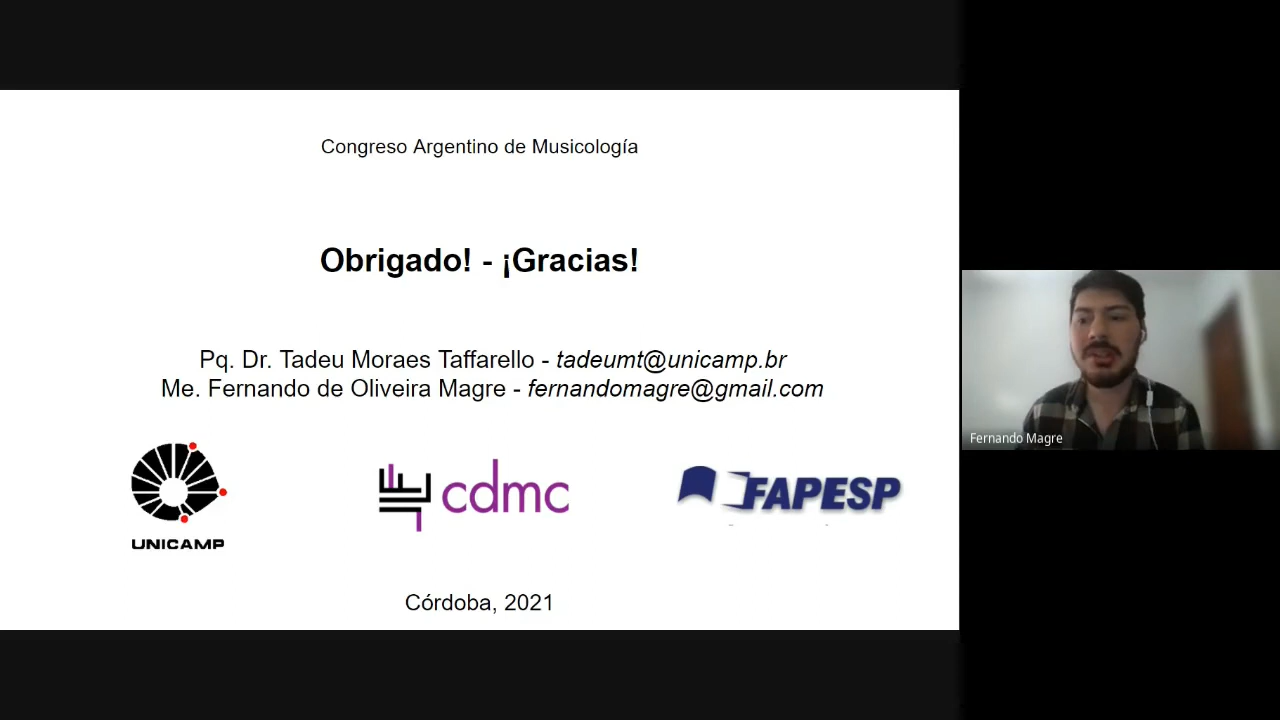 Congreso Argentino de Musicología
Obrigado! - ¡Gracias!
Pq. Dr. Tadeu Moraes Taffarello - tadeumt@unicamp.br
Me. Fernando de Oliveira Magre - fernandomagre@gmail.com
UNICAMP
cdmc
FAPESP
Córdoba, 2021
Fernando Magre